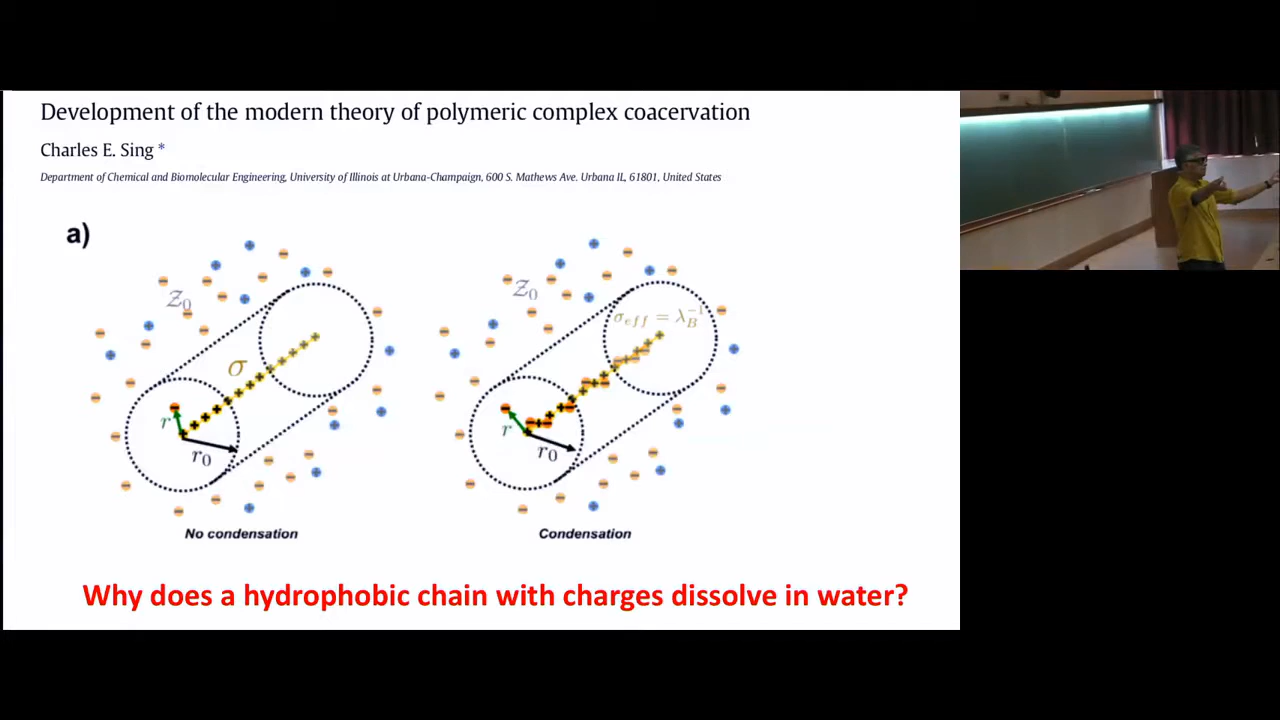 Development of the modern theory of polymeric complex coacervation
Charles E. Sing *
Department of Chemical and Biomolecular Engineering, University of Illinois at Urbana-Champaign, 600 S. Mathews Ave. Urbana IL, 61801, United States
a)
Z₀
σ
r
r₀
No condensation
Z₀
σ_eff = λ_B⁻¹
r
r₀
Condensation
Why does a hydrophobic chain with charges dissolve in water?